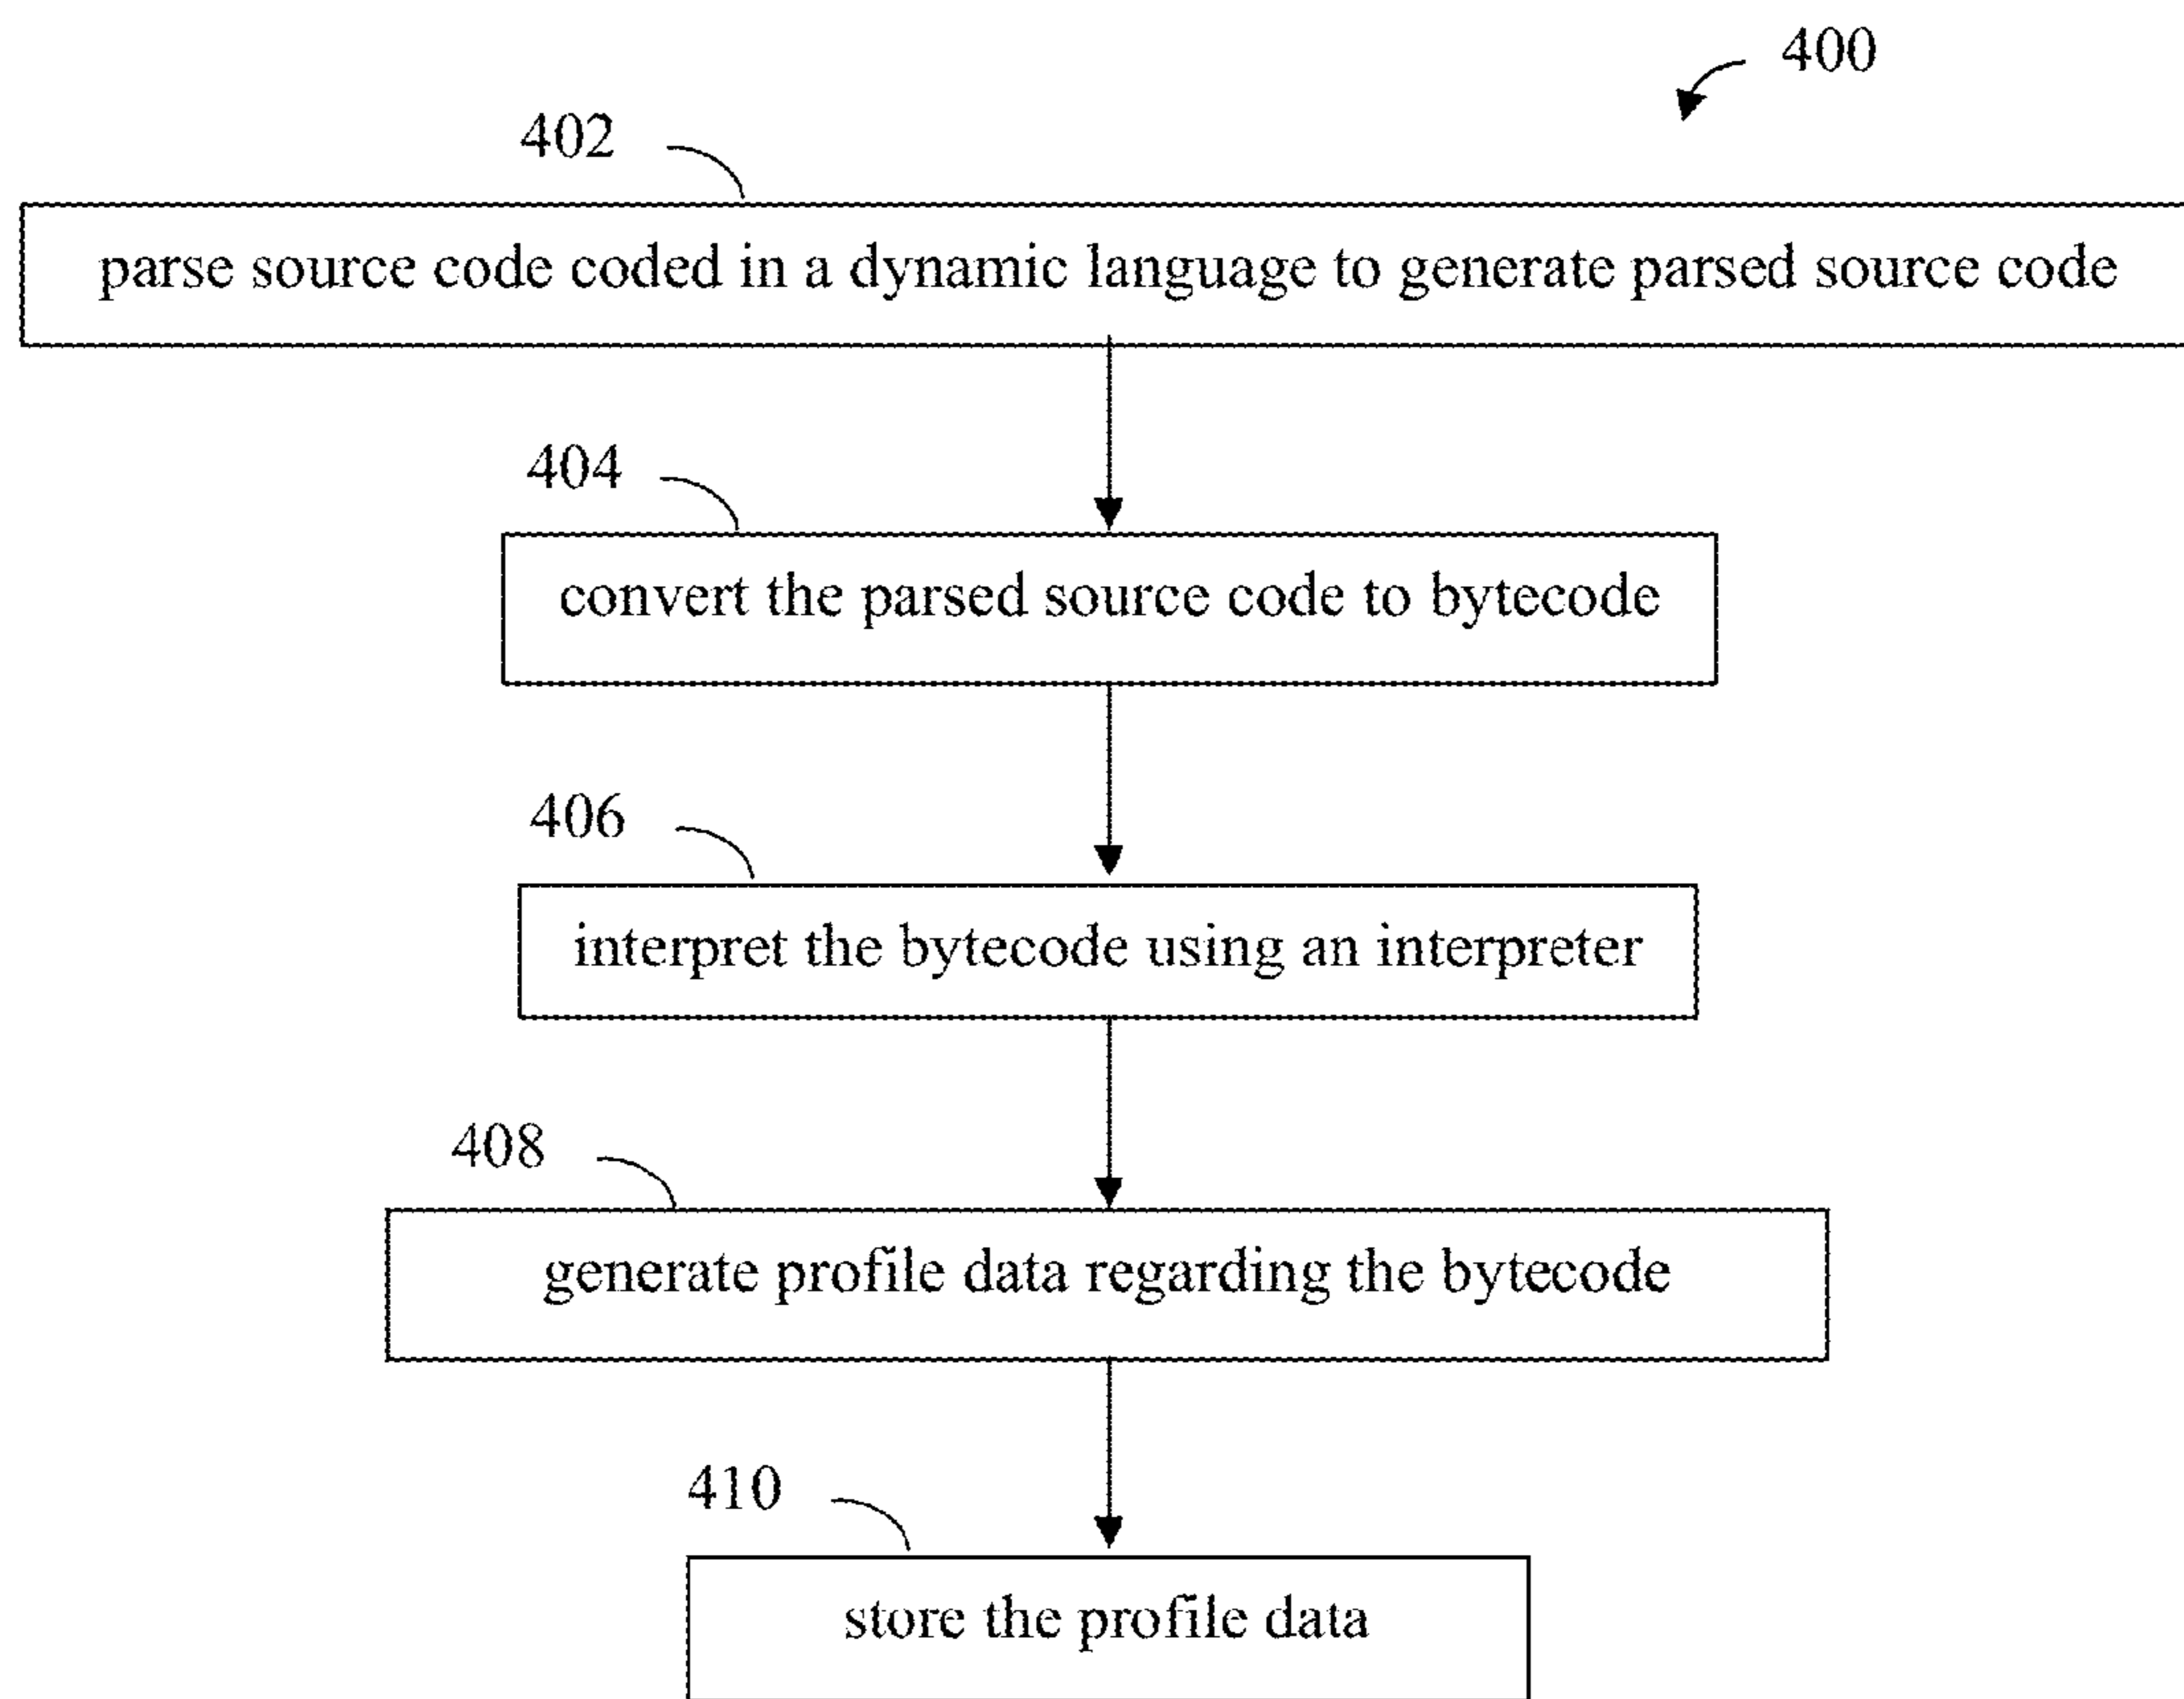 400
402
parse source code coded in a dynamic language to generate parsed source code
404
convert the parsed source code to bytecode
406
interpret the bytecode using an interpreter
408
generate profile data regarding the bytecode
410
store the profile data